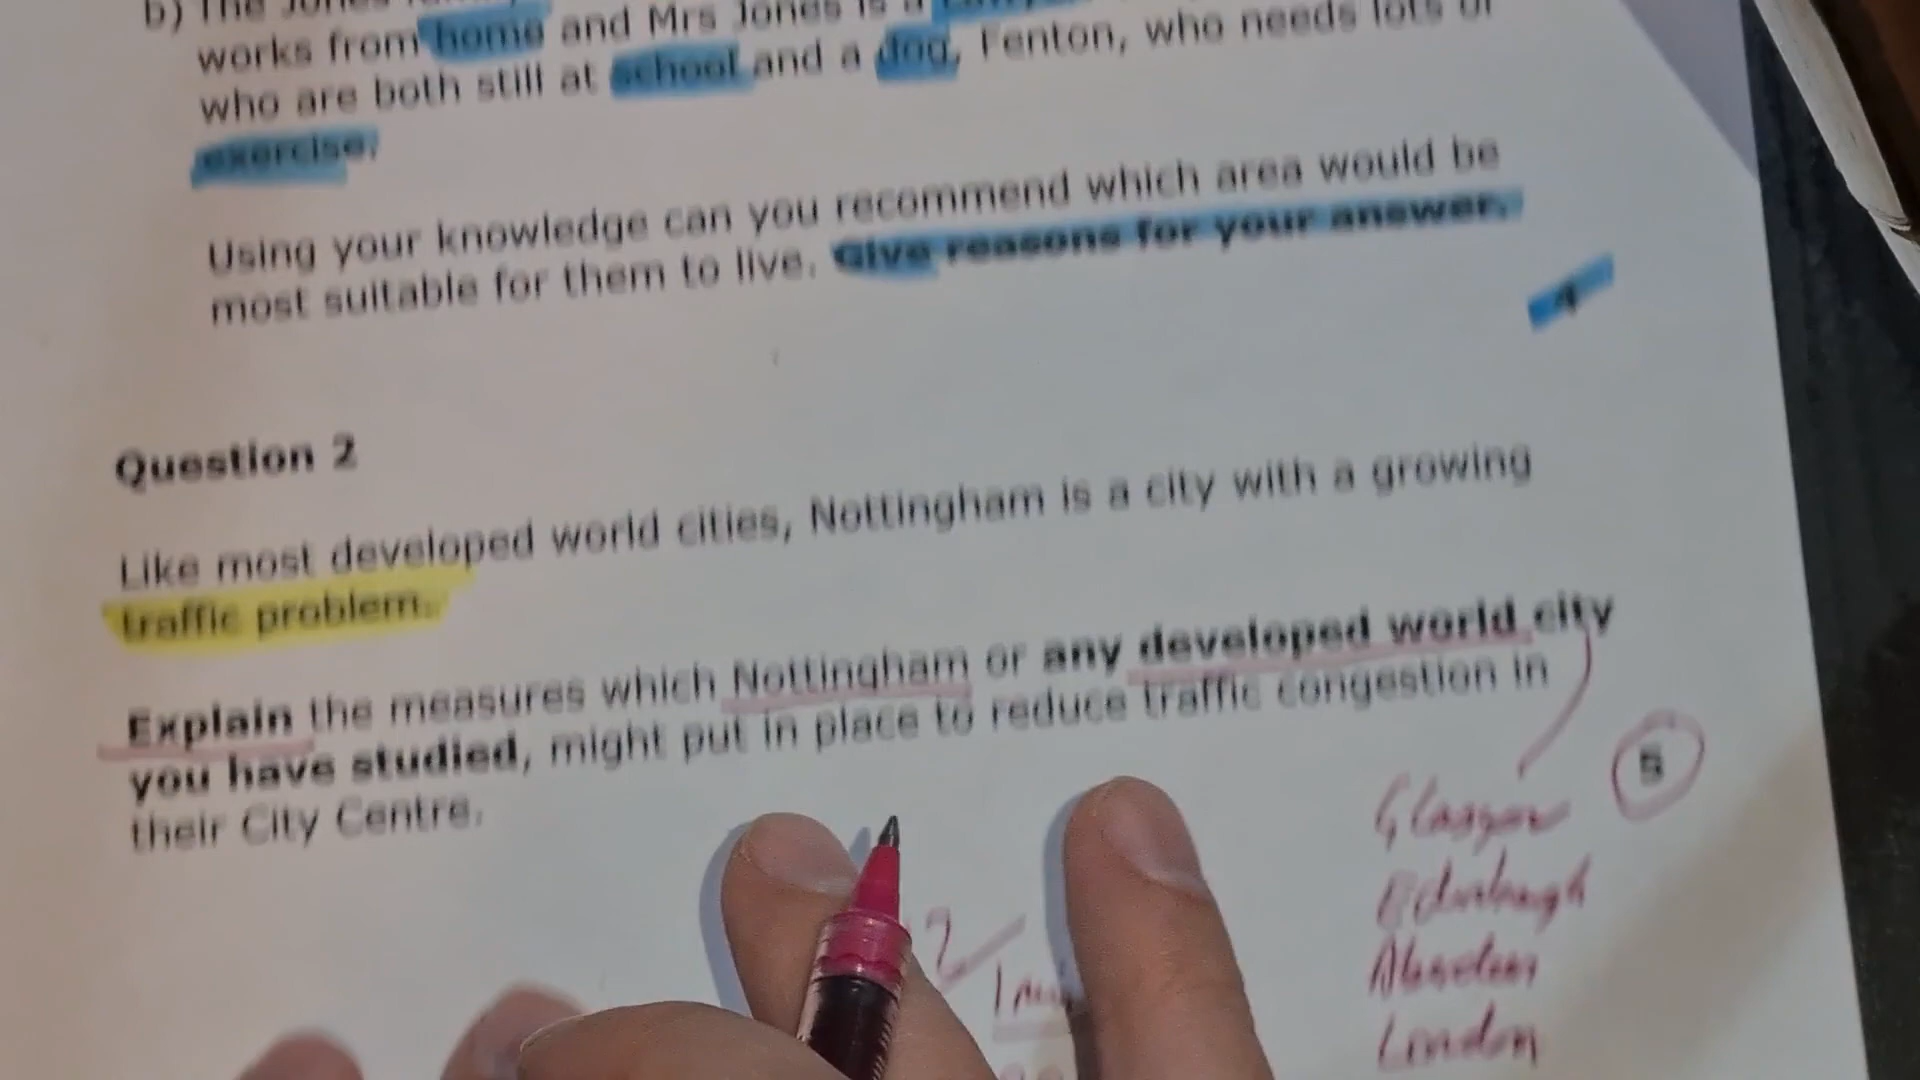 b) The Jones
works from home and Mrs Jones is a
who are both still at school and a dog, Fenton, who needs lots of
exercise.
Using your knowledge can you recommend which area would be
most suitable for them to live. Give reasons for your answer.
4
Question 2
Like most developed world cities, Nottingham is a city with a growing
traffic problem.
Explain the measures which Nottingham or any developed world city
you have studied, might put in place to reduce traffic congestion in
their City Centre.
5
Glasgow
Edinburgh
Aberdeen
London